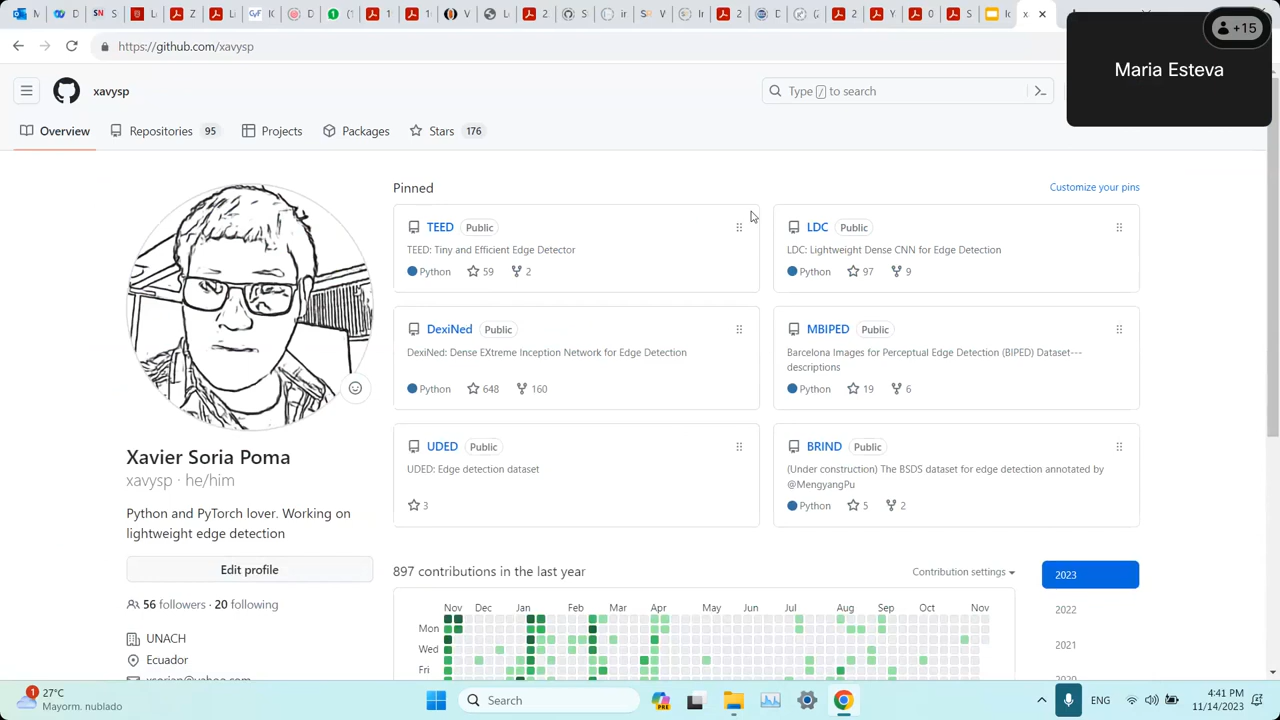 https://github.com/xavysp
+15
Maria Esteva
xavysp
Type / to search
Overview
Repositories 95
Projects
Packages
Stars 176
Pinned
Customize your pins
TEED Public
TEED: Tiny and Efficient Edge Detector
Python 59 2
LDC Public
LDC: Lightweight Dense CNN for Edge Detection
Python 97 9
DexiNed Public
DexiNed: Dense EXtreme Inception Network for Edge Detection
Python 648 160
MBIPED Public
Barcelona Images for Perceptual Edge Detection (BIPED) Dataset---
descriptions
Python 19 6
UDED Public
UDED: Edge detection dataset
3
BRIND Public
(Under construction) The BSDS dataset for edge detection annotated by
@MengyangPu
Python 5 2
Xavier Soria Poma
xavysp · he/him
Python and PyTorch lover. Working on
lightweight edge detection
Edit profile
56 followers · 20 following
UNACH
Ecuador
897 contributions in the last year
Contribution settings
2023
2022
2021
Nov Dec Jan Feb Mar Apr May Jun Jul Aug Sep Oct Nov
Mon
Wed
Fri
1
27°C
Mayorm. nublado
Search
ENG
4:41 PM
11/14/2023